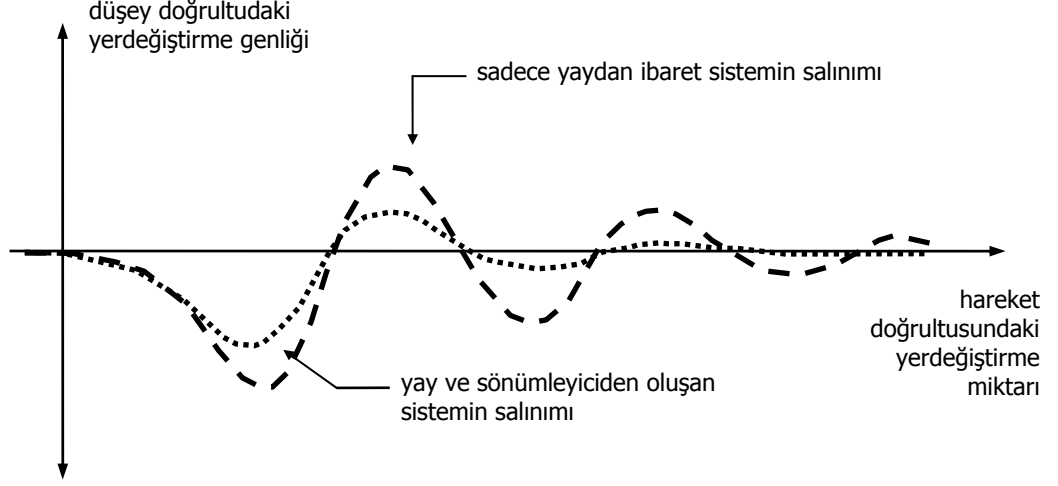 düşey doğrultudaki
yerdeğiştirme genliği
sadece yaydan ibaret sistemin salınımı
hareket
doğrultusundaki
yerdeğiştirme
miktarı
yay ve sönümleyiciden oluşan
sistemin salınımı